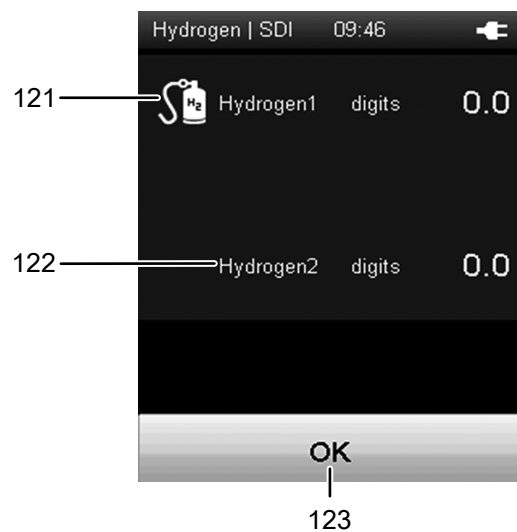 Hydrogen | SDI 09:46
121 H2 Hydrogen1 digits 0.0
122 Hydrogen2 digits 0.0
OK
123